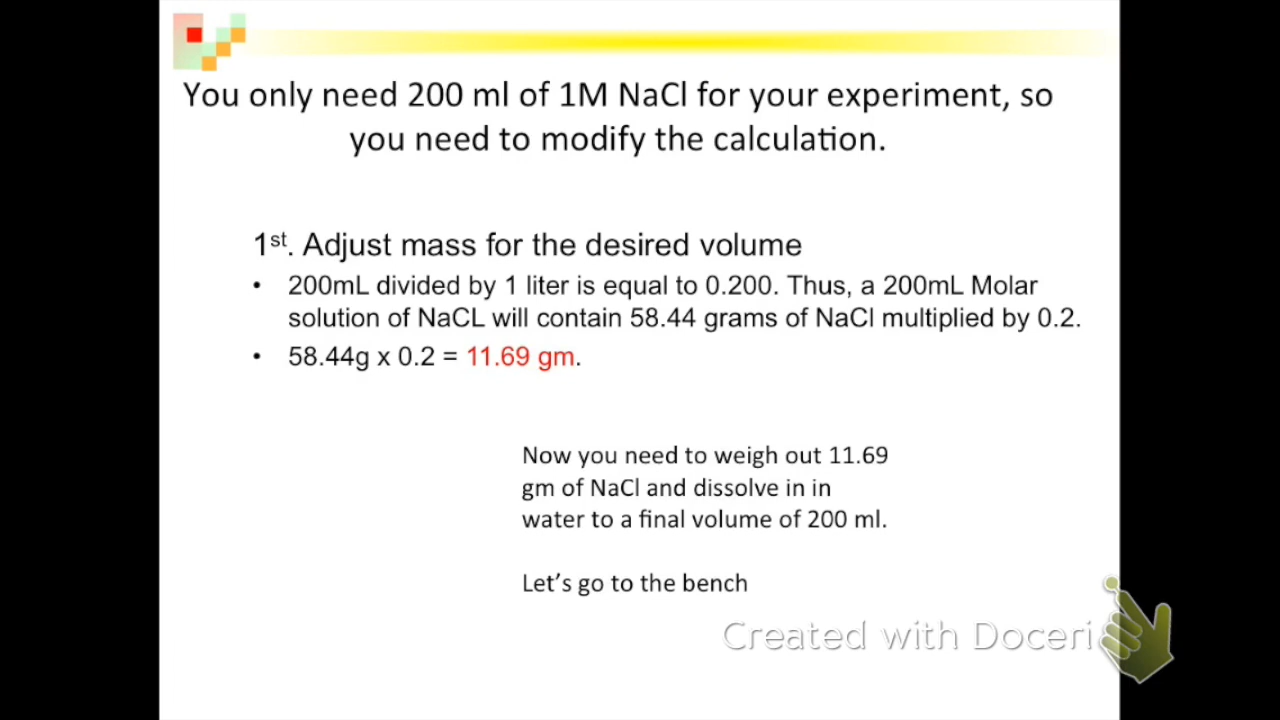 You only need 200 ml of 1M NaCl for your experiment, so
you need to modify the calculation.
1st. Adjust mass for the desired volume
• 200mL divided by 1 liter is equal to 0.200. Thus, a 200mL Molar
solution of NaCL will contain 58.44 grams of NaCl multiplied by 0.2.
• 58.44g x 0.2 = 11.69 gm.
Now you need to weigh out 11.69
gm of NaCl and dissolve in in
water to a final volume of 200 ml.
Let’s go to the bench
Created with Doceri